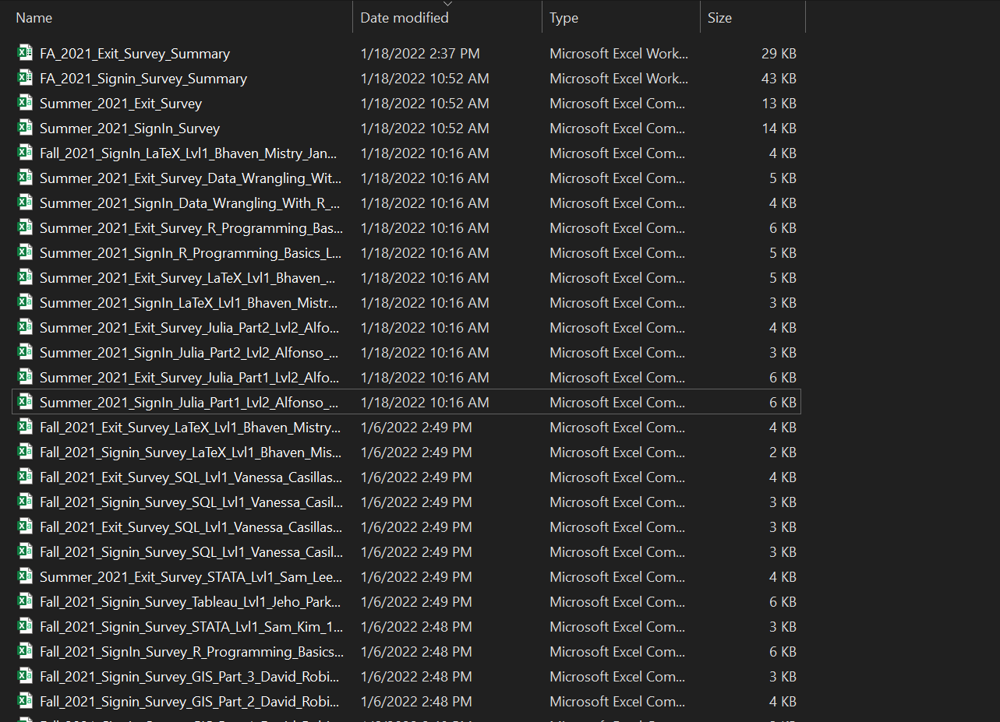 Name Date modified Type Size
FA_2021_Exit_Survey_Summary 1/18/2022 2:37 PM Microsoft Excel Work... 29 KB
FA_2021_Signin_Survey_Summary 1/18/2022 10:52 AM Microsoft Excel Work... 43 KB
Summer_2021_Exit_Survey 1/18/2022 10:52 AM Microsoft Excel Com... 13 KB
Summer_2021_SignIn_Survey 1/18/2022 10:52 AM Microsoft Excel Com... 14 KB
Fall_2021_SignIn_LaTeX_Lvl1_Bhaven_Mistry_Jan... 1/18/2022 10:16 AM Microsoft Excel Com... 4 KB
Summer_2021_Exit_Survey_Data_Wrangling_Wit... 1/18/2022 10:16 AM Microsoft Excel Com... 5 KB
Summer_2021_SignIn_Data_Wrangling_With_R_... 1/18/2022 10:16 AM Microsoft Excel Com... 4 KB
Summer_2021_Exit_Survey_R_Programming_Bas... 1/18/2022 10:16 AM Microsoft Excel Com... 6 KB
Summer_2021_SignIn_R_Programming_Basics_L... 1/18/2022 10:16 AM Microsoft Excel Com... 5 KB
Summer_2021_Exit_Survey_LaTeX_Lvl1_Bhaven_... 1/18/2022 10:16 AM Microsoft Excel Com... 5 KB
Summer_2021_SignIn_LaTeX_Lvl1_Bhaven_Mistr... 1/18/2022 10:16 AM Microsoft Excel Com... 3 KB
Summer_2021_Exit_Survey_Julia_Part2_Lvl2_Alfo... 1/18/2022 10:16 AM Microsoft Excel Com... 4 KB
Summer_2021_SignIn_Julia_Part2_Lvl2_Alfonso_... 1/18/2022 10:16 AM Microsoft Excel Com... 3 KB
Summer_2021_Exit_Survey_Julia_Part1_Lvl2_Alfo... 1/18/2022 10:16 AM Microsoft Excel Com... 6 KB
Summer_2021_SignIn_Julia_Part1_Lvl2_Alfonso_... 1/18/2022 10:16 AM Microsoft Excel Com... 6 KB
Fall_2021_Exit_Survey_LaTeX_Lvl1_Bhaven_Mistry... 1/6/2022 2:49 PM Microsoft Excel Com... 4 KB
Fall_2021_Signin_Survey_LaTeX_Lvl1_Bhaven_Mis... 1/6/2022 2:49 PM Microsoft Excel Com... 2 KB
Fall_2021_Exit_Survey_SQL_Lvl1_Vanessa_Casillas... 1/6/2022 2:49 PM Microsoft Excel Com... 4 KB
Fall_2021_Signin_Survey_SQL_Lvl1_Vanessa_Casil... 1/6/2022 2:49 PM Microsoft Excel Com... 3 KB
Fall_2021_Exit_Survey_SQL_Lvl1_Vanessa_Casillas... 1/6/2022 2:49 PM Microsoft Excel Com... 3 KB
Fall_2021_Signin_Survey_SQL_Lvl1_Vanessa_Casil... 1/6/2022 2:49 PM Microsoft Excel Com... 3 KB
Summer_2021_Exit_Survey_STATA_Lvl1_Sam_Lee... 1/6/2022 2:49 PM Microsoft Excel Com... 4 KB
Fall_2021_Signin_Survey_Tableau_Lvl1_Jeho_Park... 1/6/2022 2:49 PM Microsoft Excel Com... 6 KB
Fall_2021_Signin_Survey_STATA_Lvl1_Sam_Kim_1... 1/6/2022 2:48 PM Microsoft Excel Com... 3 KB
Fall_2021_SignIn_Survey_R_Programming_Basics... 1/6/2022 2:48 PM Microsoft Excel Com... 6 KB
Fall_2021_Signin_Survey_GIS_Part_3_David_Robi... 1/6/2022 2:48 PM Microsoft Excel Com... 3 KB
Fall_2021_Signin_Survey_GIS_Part_2_David_Robi... 1/6/2022 2:48 PM Microsoft Excel Com... 4 KB